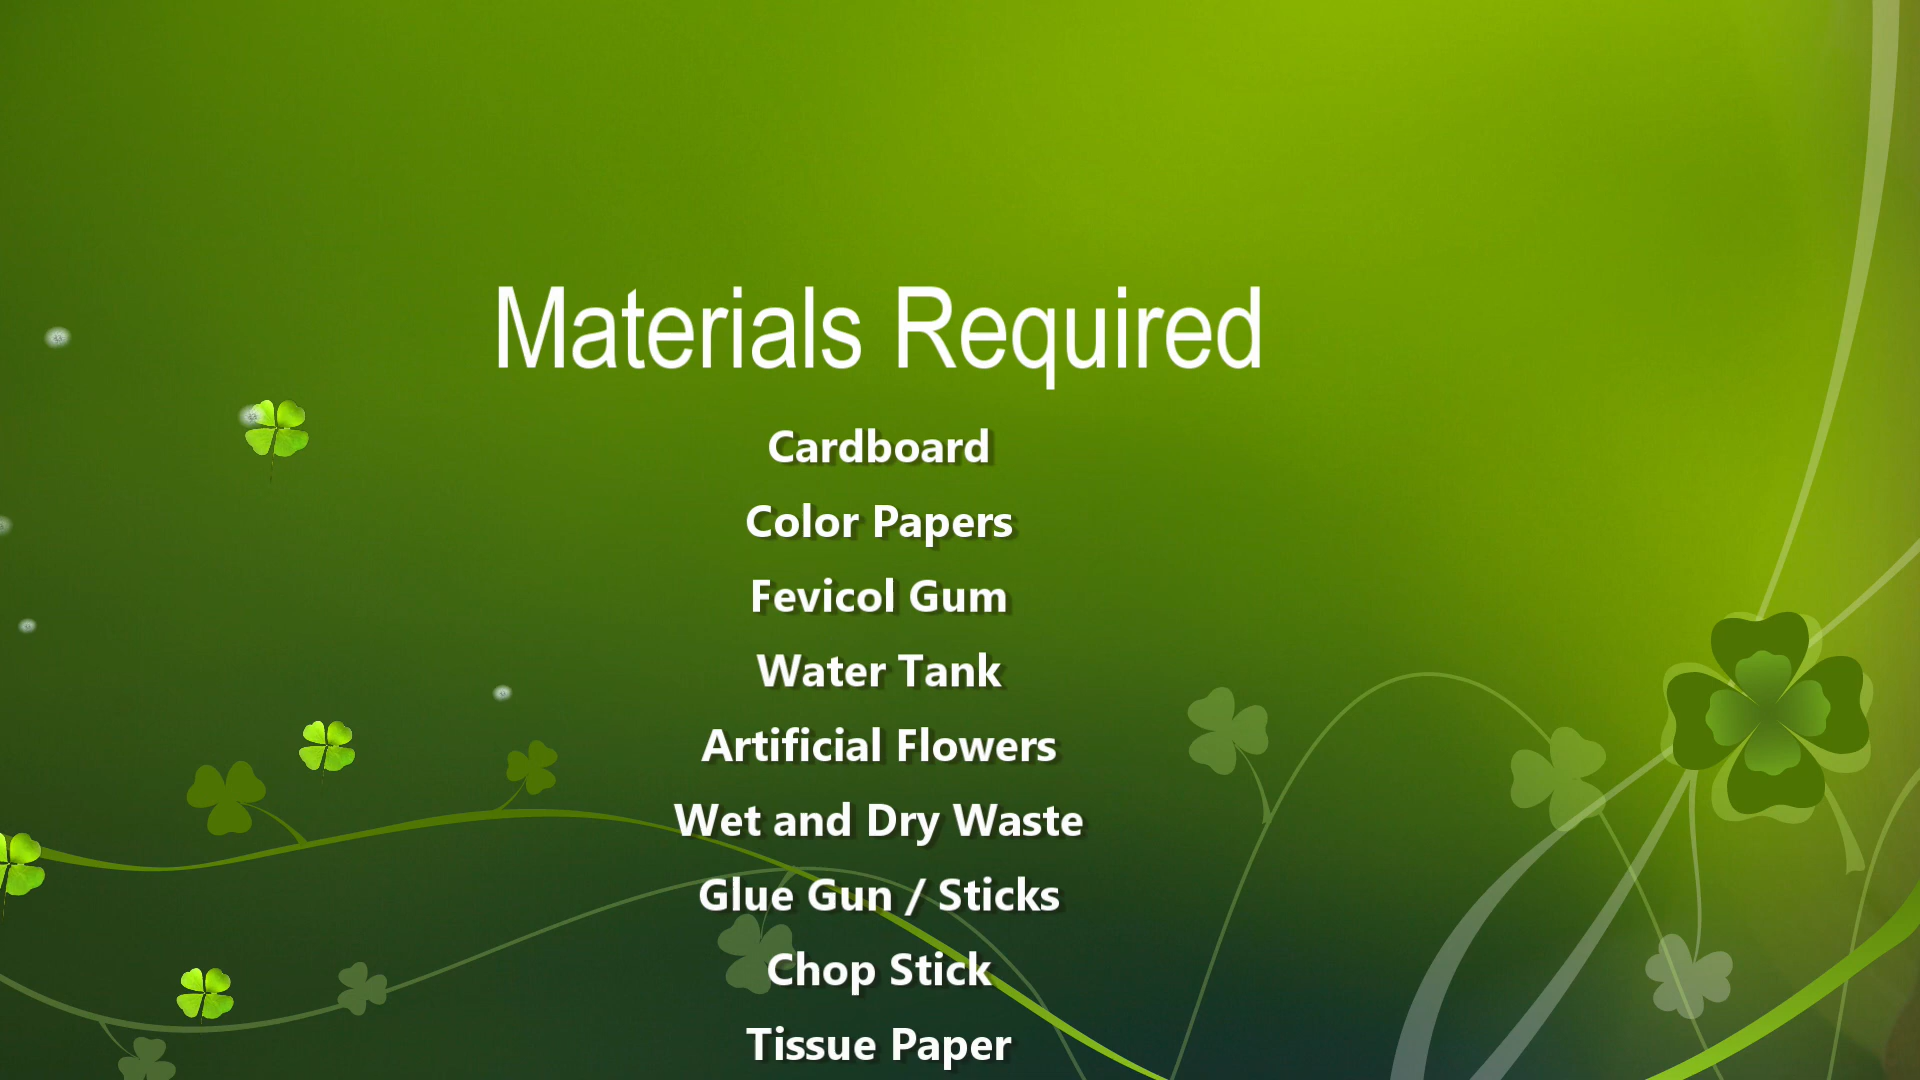 Materials Required
Cardboard
Color Papers
Fevicol Gum
Water Tank
Artificial Flowers
Wet and Dry Waste
Glue Gun / Sticks
Chop Stick
Tissue Paper